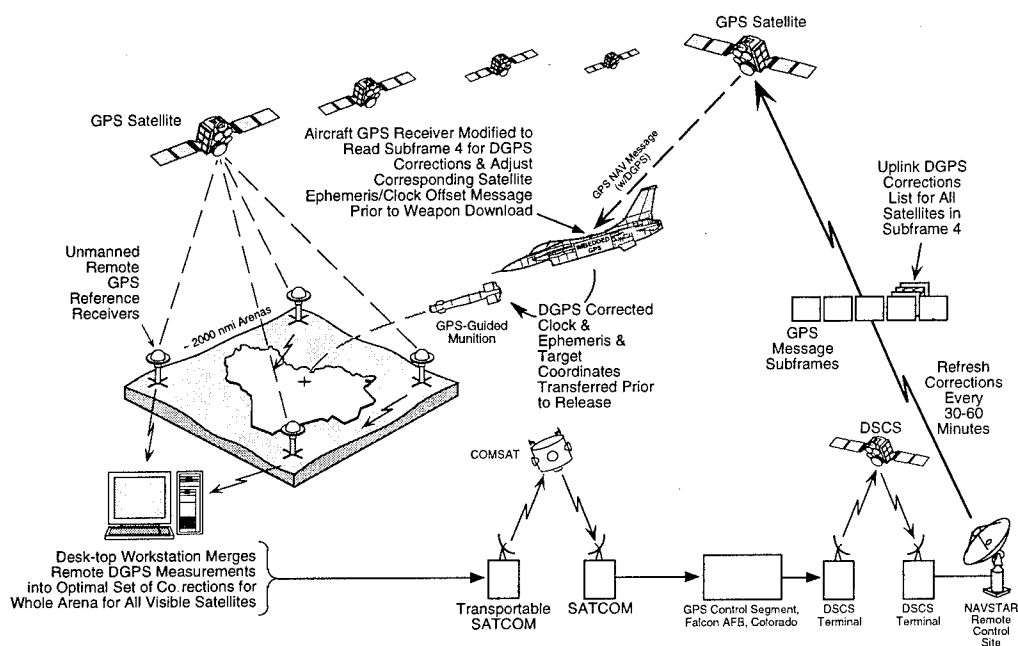 GPS Satellite
GPS Satellite
Aircraft GPS Receiver Modified to
Read Subframe 4 for DGPS
Corrections & Adjust
Corresponding Satellite
Ephemeris/Clock Offset Message
Prior to Weapon Download
GPS NAV Message
(w/DGPS)
Uplink DGPS
Corrections
List for All
Satellites in
Subframe 4
Unmanned
Remote
GPS
Reference
Receivers
IMBEDDED
GPS
~ 2000 nmi Arenas
GPS-Guided
Munition
DGPS Corrected
Clock &
Ephemeris &
Target
Coordinates
Transferred Prior
to Release
GPS
Message
Subframes
Refresh
Corrections
Every
30-60
Minutes
COMSAT
DSCS
Desk-top Workstation Merges
Remote DGPS Measurements
into Optimal Set of Co.rections for
Whole Arena for All Visible Satellites
Transportable
SATCOM
SATCOM
GPS Control Segment,
Falcon AFB, Colorado
DSCS
Terminal
DSCS
Terminal
NAVSTAR
Remote
Control
Site